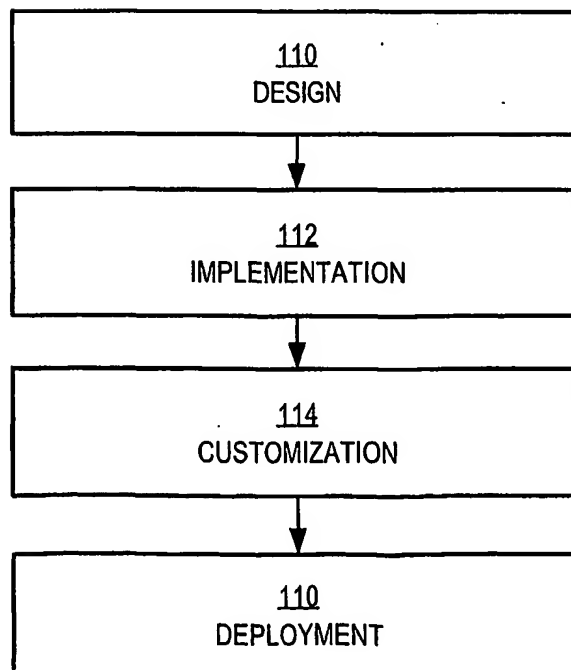 110
DESIGN
112
IMPLEMENTATION
114
CUSTOMIZATION
110
DEPLOYMENT